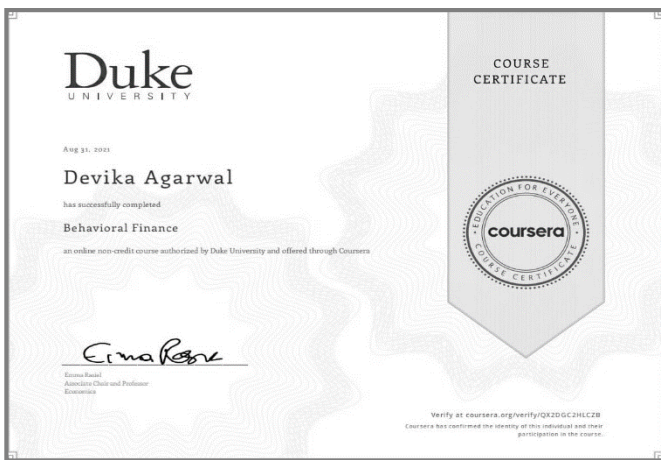 Duke
UNIVERSITY
Aug 31, 2021
Devika Agarwal
has successfully completed
Behavioral Finance
an online non-credit course authorized by Duke University and offered through Coursera
Emma Rasiel
Associate Chair and Professor
Economics
COURSE
CERTIFICATE
EDUCATION FOR EVERYONE
coursera
COURSE CERTIFICATE
Verify at coursera.org/verify/QX2DGC2HLCZB
Coursera has confirmed the identity of this individual and their
participation in the course.